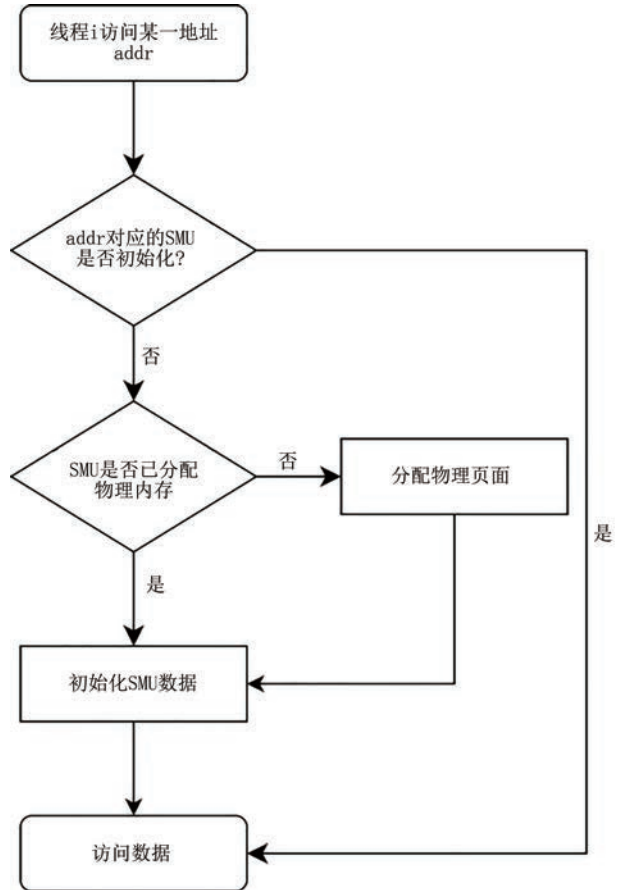 线程i访问某一地址
addr
addr对应的SMU
是否初始化?
否
SMU是否已分配
物理内存
否
分配物理页面
是
是
初始化SMU数据
访问数据